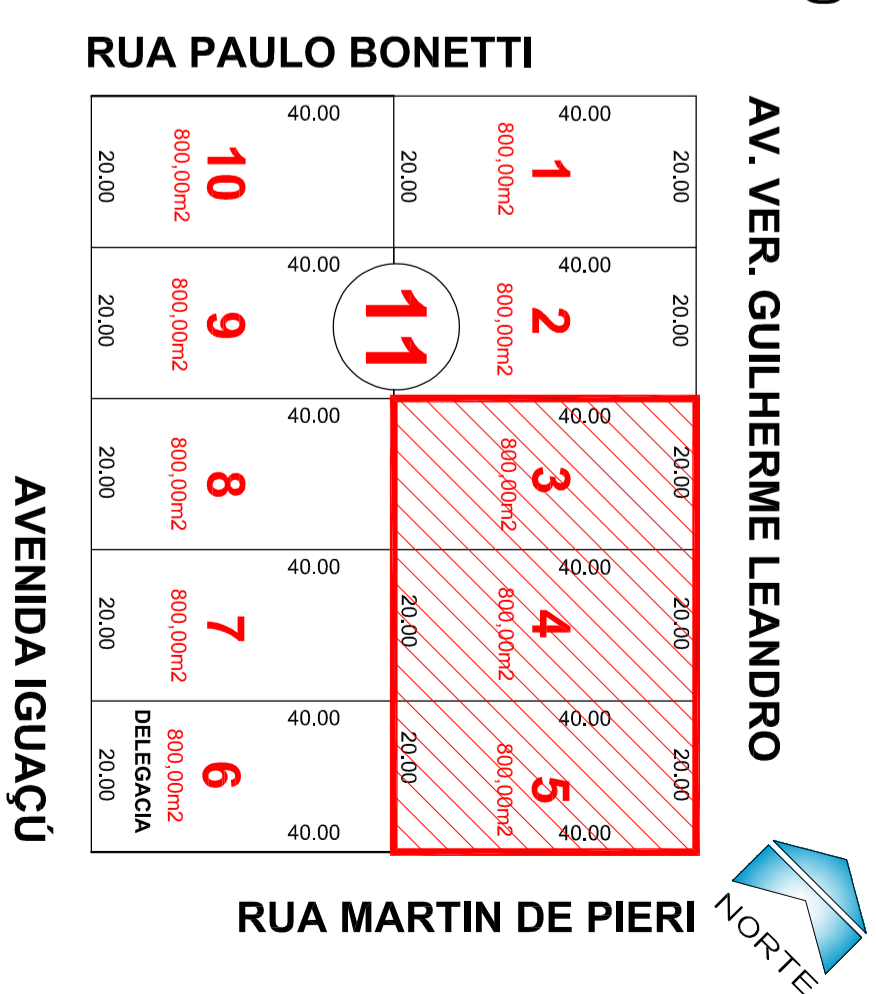 RUA PAULO BONETTI
AV. VER. GUILHERME LEANDRO
40.00
20.00
10
800,00m2
40.00
20.00
20.00
1
800,00m2
40.00
20.00
9
800,00m2
11
40.00
20.00
2
800,00m2
40.00
20.00
8
800,00m2
40.00
20.00
3
800,00m2
40.00
20.00
7
800,00m2
40.00
20.00
20.00
4
800,00m2
40.00
20.00
DELEGACIA
6
800,00m2
40.00
40.00
20.00
20.00
5
800,00m2
40.00
AVENIDA IGUAÇÚ
RUA MARTIN DE PIERI
NORTE